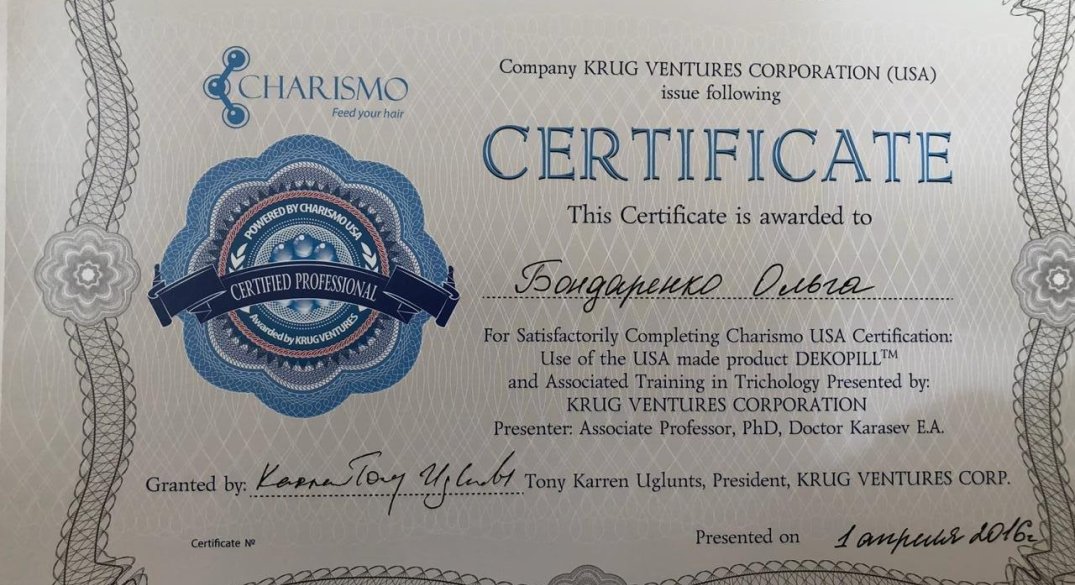 CHARISMO
Feed your hair
POWERED BY CHARISMO USA
CERTIFIED PROFESSIONAL
Awarded by KRUG VENTURES
Company KRUG VENTURES CORPORATION (USA)
issue following
CERTIFICATE
This Certificate is awarded to
Бондаренко Ольга
For Satisfactorily Completing Charismo USA Certification:
Use of the USA made product DEKOPILL™
and Associated Training in Trichology Presented by:
KRUG VENTURES CORPORATION
Presenter: Associate Professor, PhD, Doctor Karasev E.A.
Granted by: Каррен Тони Углунц Tony Karren Uglunts, President, KRUG VENTURES CORP.
Certificate №
Presented on 1 апреля 2016г